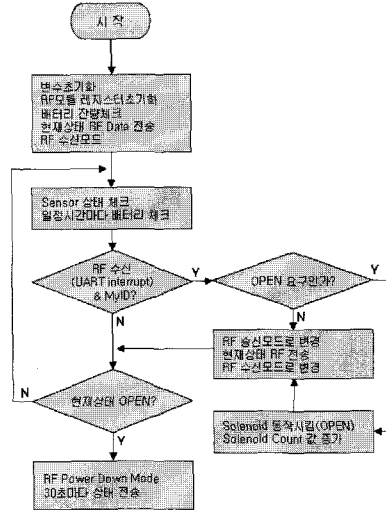 시 작
변수초기화
RF모듈 레지스터초기화
배터리 잔량체크
현재상태 RF Data 전송
RF 수신모드
Sensor 상태 체크
일정시간마다 배터리 체크
RF 수신
(UART interrupt)
& MyID?
Y
OPEN 요구인가?
Y
N
N
RF 송신모드로 변경
현재상태 RF 전송
RF 수신모드로 변경
N
현재상태 OPEN?
Y
Solenoid 동작시킴(OPEN)
Solenoid Count 값 증가
RF Power Down Mode
30초마다 상태 전송